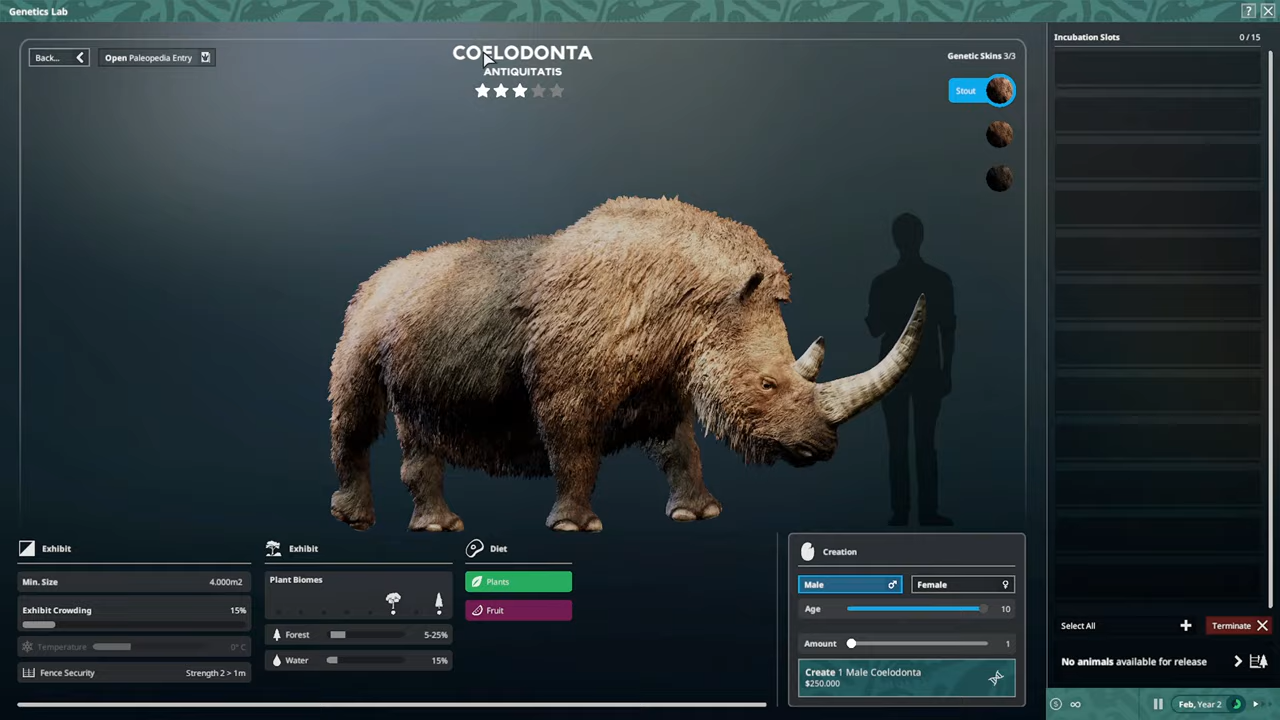 Genetics Lab
?
Back...
Open Paleopedia Entry
COELODONTA
ANTIQUITATIS
Genetic Skins 3/3
Stout
Incubation Slots 0/15
Exhibit
Min. Size 4.000m2
Exhibit Crowding 15%
Temperature 0° C
Fence Security Strength 2 > 1m
Exhibit
Plant Biomes
Forest 5-25%
Water 15%
Diet
Plants
Fruit
Creation
Male
Female
Age 10
Amount 1
Create 1 Male Coelodonta
$250.000
Select All
Terminate
No animals available for release
S
Feb, Year 2